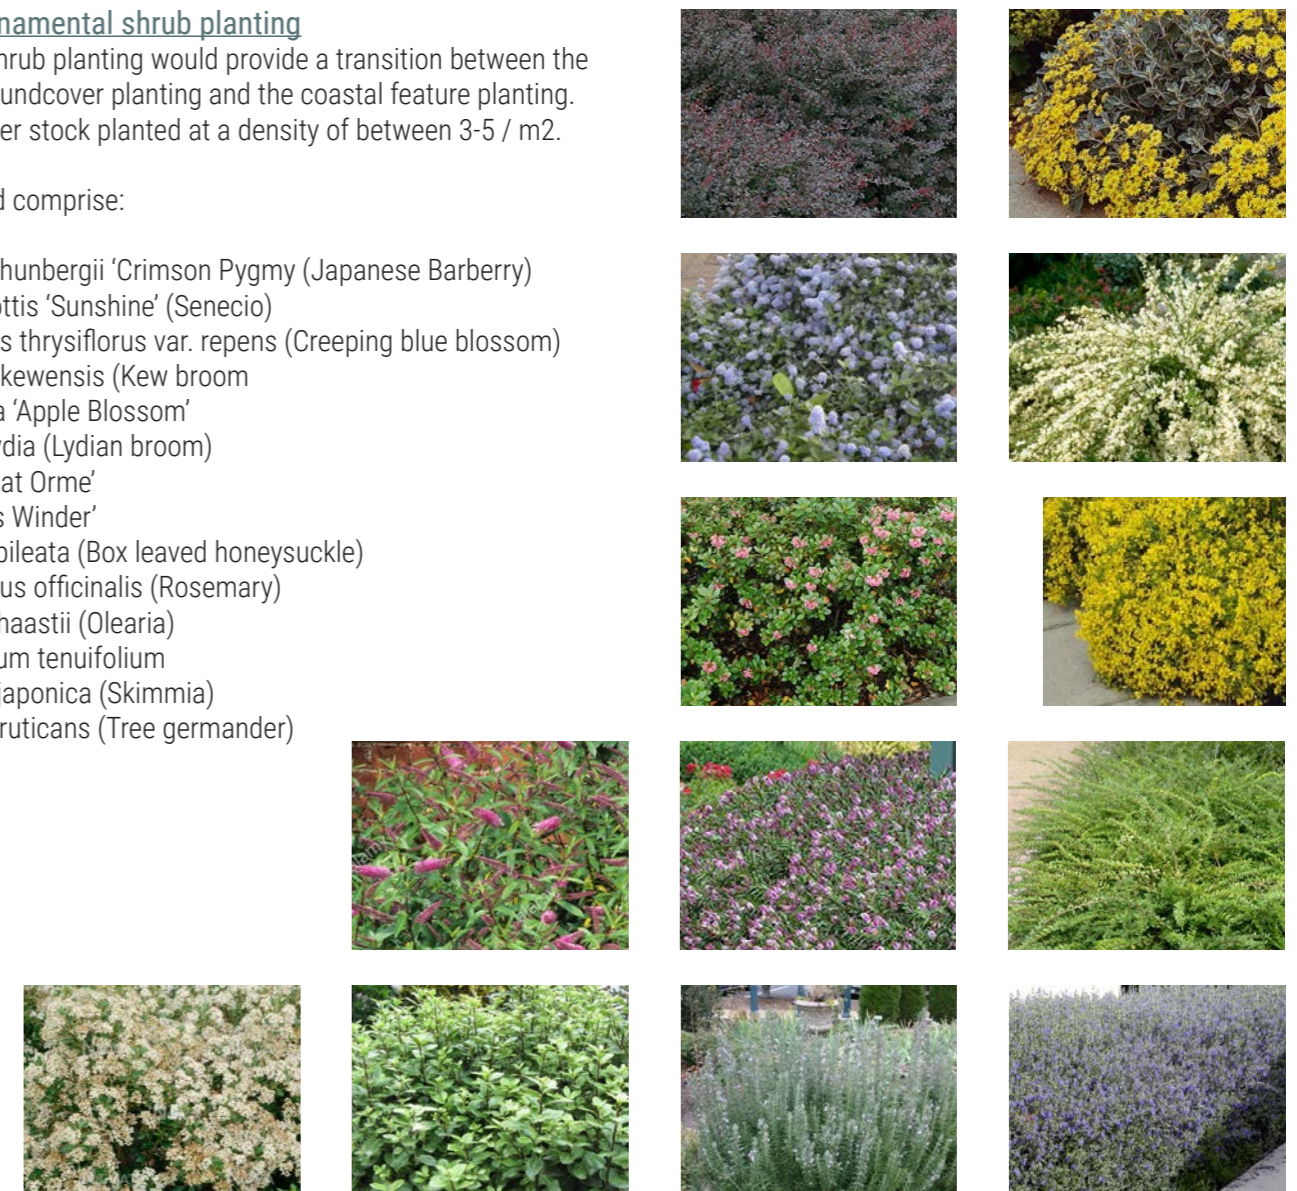 namental shrub planting
hrub planting would provide a transition between the
undcover planting and the coastal feature planting.
er stock planted at a density of between 3-5 / m2.
d comprise:
hunbergii ‘Crimson Pygmy (Japanese Barberry)
ottis ‘Sunshine’ (Senecio)
s thrysiflorus var. repens (Creeping blue blossom)
kewensis (Kew broom
a ‘Apple Blossom’
ydia (Lydian broom)
at Orme’
s Winder’
pileata (Box leaved honeysuckle)
us officinalis (Rosemary)
haastii (Olearia)
um tenuifolium
japonica (Skimmia)
ruticans (Tree germander)